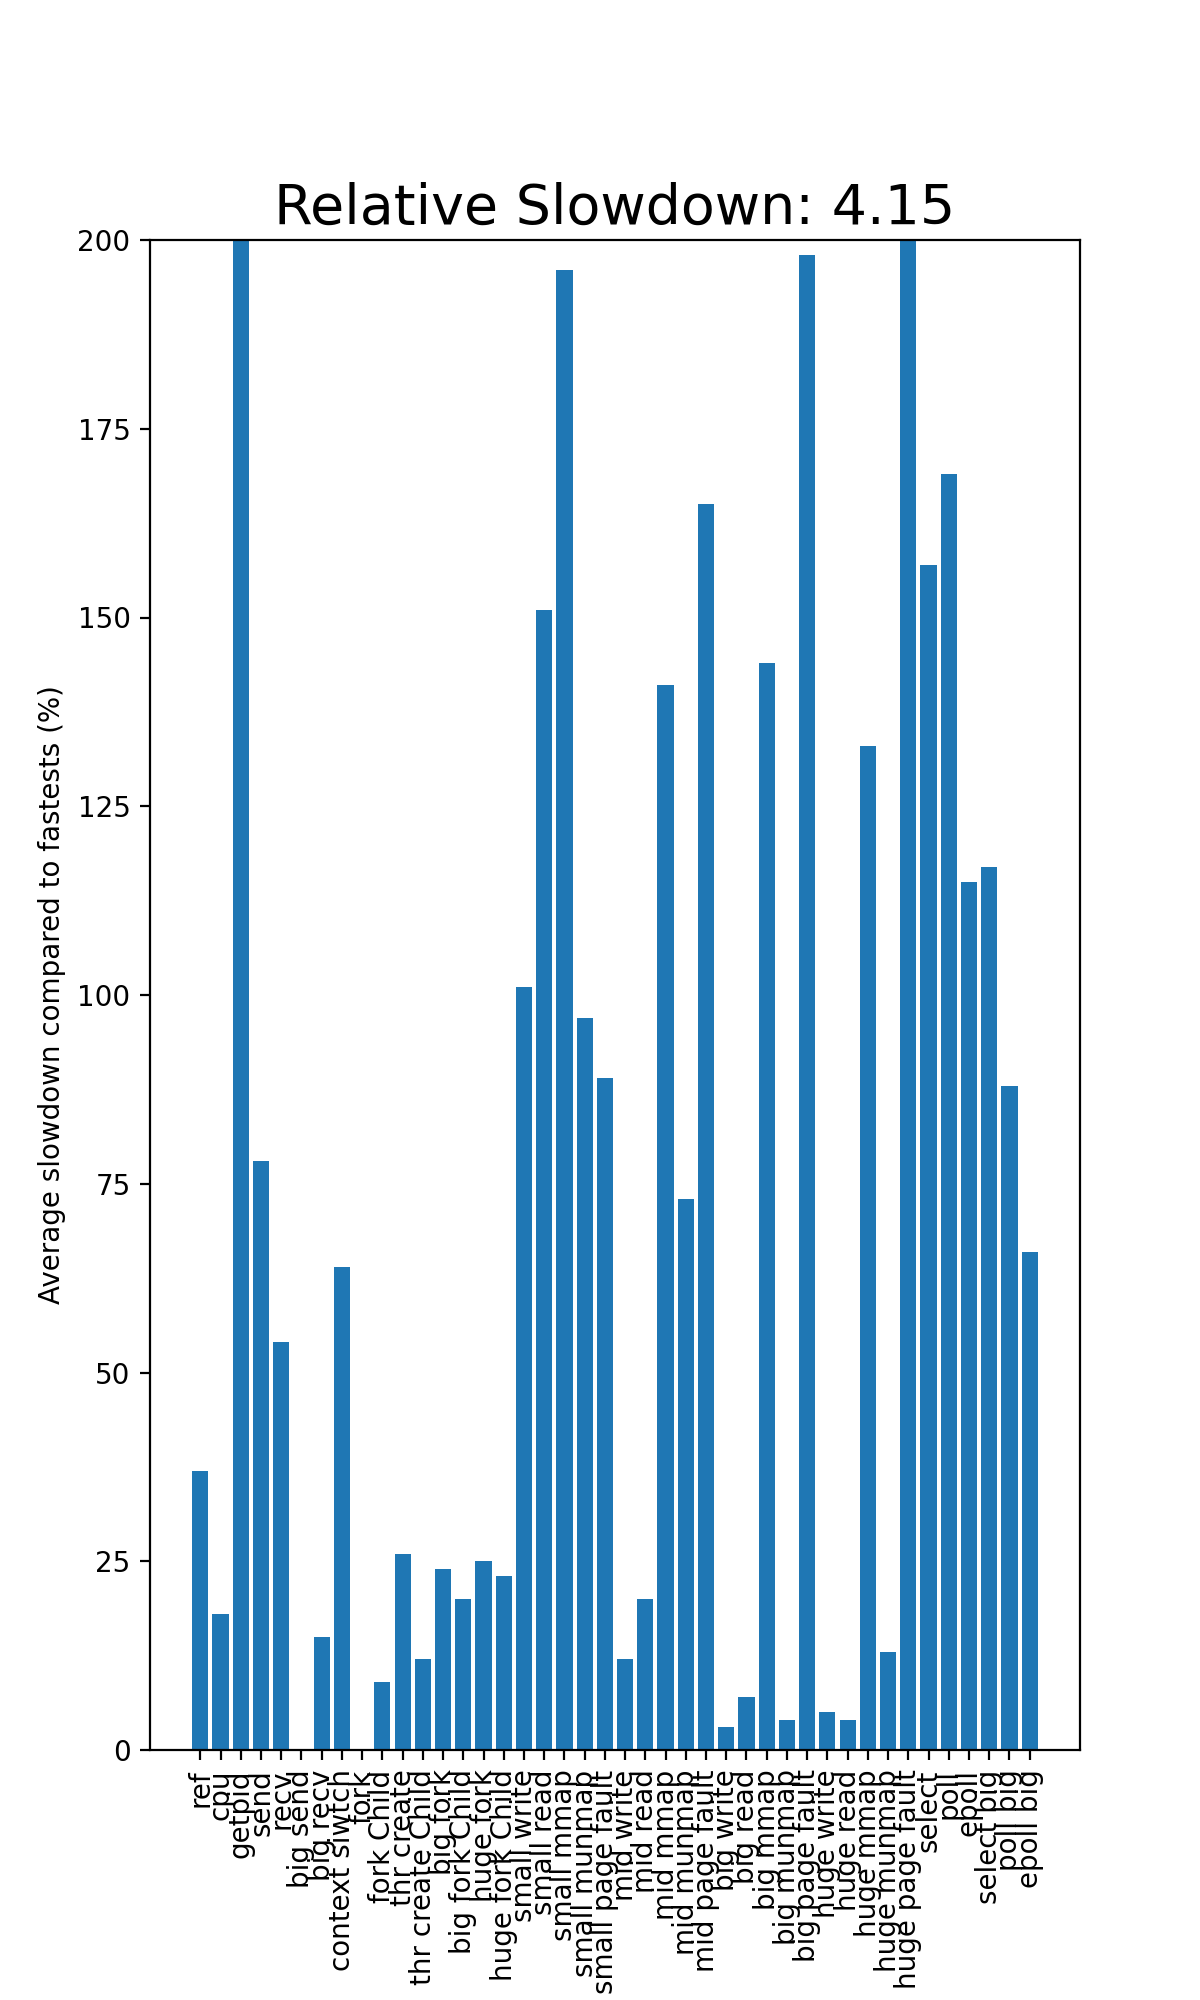 Relative Slowdown: 4.15
Average slowdown compared to fastests (%)
200
175
150
125
100
75
50
25
0
ref
cpu
getpid
send
recv
big send
big recv
context siwtch
fork
fork Child
thr create
thr create Child
big fork
big fork Child
huge fork
huge fork Child
small write
small read
small mmap
small munmap
small page fault
mid write
mid read
mid mmap
mid munmap
mid page fault
big write
big read
big mmap
big munmap
big page fault
huge write
huge read
huge mmap
huge munmap
huge page fault
select
poll
epoll
select big
poll big
epoll big